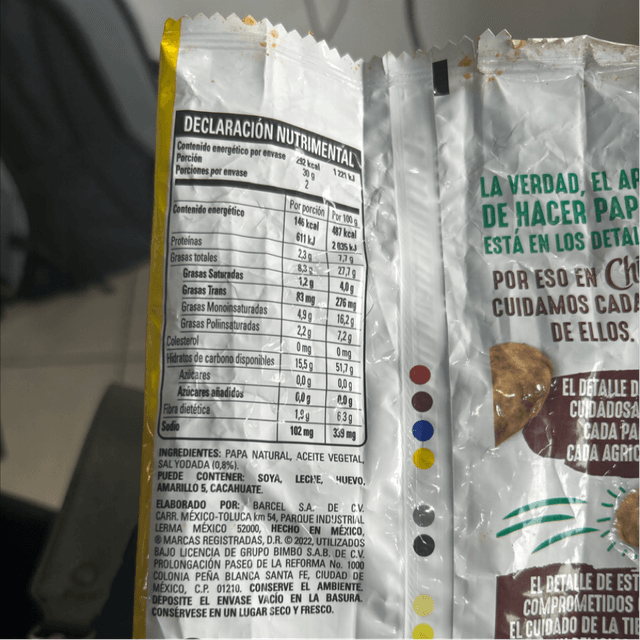 DECLARACIÓN NUTRIMENTAL
Contenido energético por envase 292 kcal 1 221 kJ
Porción 30 g
Porciones por envase 2
Por porción Por 100 g
Contenido energético 146 kcal 487 kcal
611 kJ 2 035 kJ
Proteínas 2,3 g 7,7 g
Grasas totales 8,3 g 27,7 g
Grasas Saturadas 1,2 g 4,0 g
Grasas Trans 83 mg 276 mg
Grasas Monoinsaturadas 4,9 g 16,2 g
Grasas Poliinsaturadas 2,2 g 7,2 g
Colesterol 0 mg 0 mg
Hidratos de carbono disponibles 15,5 g 51,7 g
Azúcares 0,0 g 0,0 g
Azúcares añadidos 0,0 g 0,0 g
Fibra dietética 1,9 g 6,3 g
Sodio 102 mg 339 mg
INGREDIENTES: PAPA NATURAL, ACEITE VEGETAL,
SAL YODADA (0,8%).
PUEDE CONTENER: SOYA, LECHE, HUEVO,
AMARILLO 5, CACAHUATE.
ELABORADO POR: BARCEL S.A. DE C.V.
CARR. MÉXICO-TOLUCA km 54, PARQUE INDUSTRIAL
LERMA MÉXICO 52000, HECHO EN MÉXICO,
® MARCAS REGISTRADAS, D.R. © 2022, UTILIZADOS
BAJO LICENCIA DE GRUPO BIMBO S.A.B. DE C.V.
PROLONGACIÓN PASEO DE LA REFORMA No. 1000
COLONIA PEÑA BLANCA SANTA FE, CIUDAD DE
MÉXICO, C.P. 01210. CONSERVE EL AMBIENTE.
DEPOSITE EL ENVASE VACÍO EN LA BASURA.
CONSÉRVESE EN UN LUGAR SECO Y FRESCO.
LA VERDAD, EL AR
DE HACER PAP
ESTÁ EN LOS DETAL
POR ESO EN Chi
CUIDAMOS CADA
DE ELLOS.
EL DETALLE D
CUIDADOSA
CADA PA
CADA AGRIC
EL DETALLE DE EST
COMPROMETIDOS
EL CUIDADO DE LA TIE